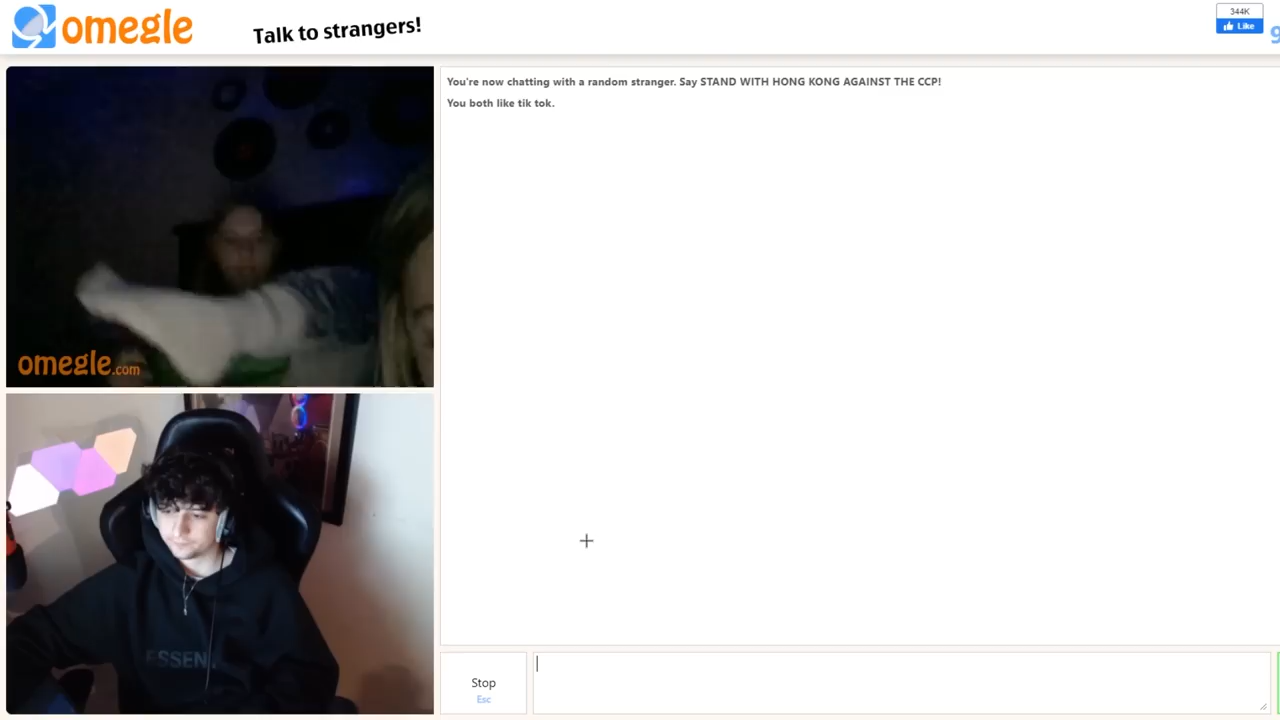 omegle
Talk to strangers!
344K
Like
You're now chatting with a random stranger. Say STAND WITH HONG KONG AGAINST THE CCP!
You both like tik tok.
omegle.com
Stop
Esc